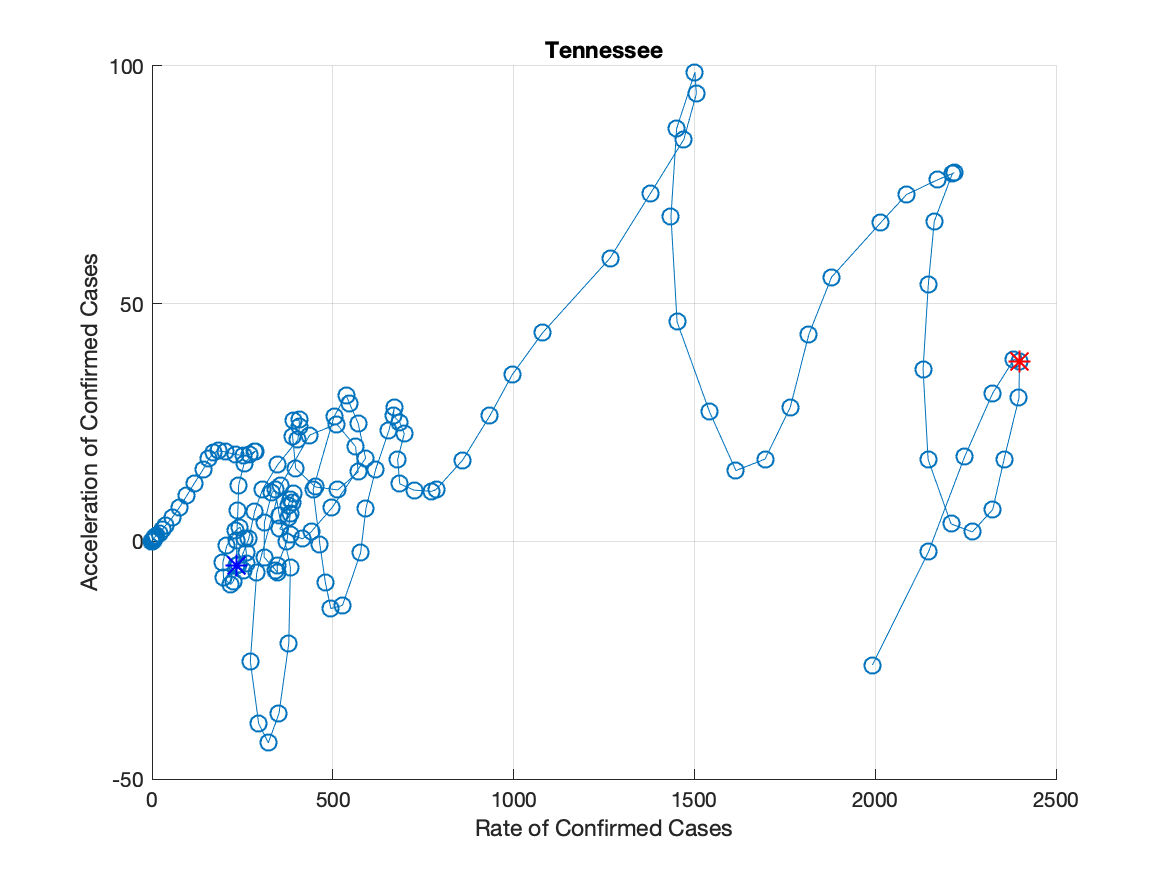 Tennessee
100
50
0
-50
Acceleration of Confirmed Cases
0 500 1000 1500 2000 2500
Rate of Confirmed Cases